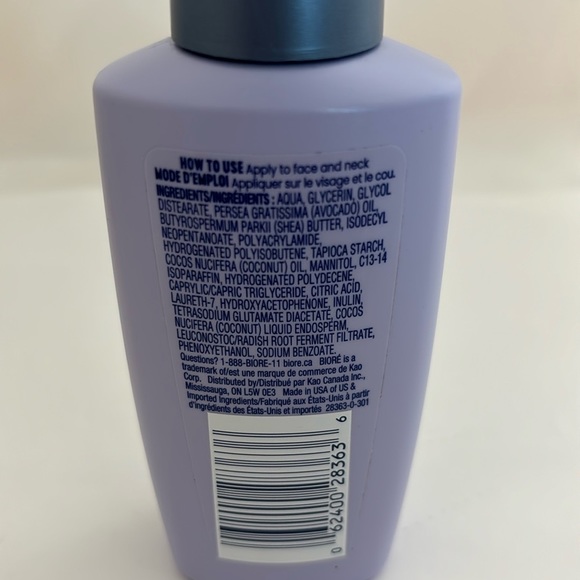 HOW TO USE Apply to face and neck
MODE D'EMPLOI Appliquer sur le visage et le cou.
INGREDIENTS/INGRÉDIENTS : AQUA, GLYCERIN, GLYCOL
DISTEARATE, PERSEA GRATISSIMA (AVOCADO) OIL,
BUTYROSPERMUM PARKII (SHEA) BUTTER, ISODECYL
NEOPENTANOATE, POLYACRYLAMIDE,
HYDROGENATED POLYISOBUTENE, TAPIOCA STARCH,
COCOS NUCIFERA (COCONUT) OIL, MANNITOL, C13-14
ISOPARAFFIN, HYDROGENATED POLYDECENE,
CAPRYLIC/CAPRIC TRIGLYCERIDE, CITRIC ACID,
LAURETH-7, HYDROXYACETOPHENONE, INULIN,
TETRASODIUM GLUTAMATE DIACETATE, COCOS
NUCIFERA (COCONUT) LIQUID ENDOSPERM,
LEUCONOSTOC/RADISH ROOT FERMENT FILTRATE,
PHENOXYETHANOL, SODIUM BENZOATE.
Questions? 1-888-BIORE-11 biore.ca BIORÉ is a
trademark of/est une marque de commerce de Kao
Corp. Distributed by/Distribué par Kao Canada Inc.,
Mississauga, ON L5W 0E3 Made in USA of US &
Imported Ingredients/Fabriqué aux États-Unis à partir
d'ingrédients des États-Unis et importés 28363-0-301
0 62400 28363 6